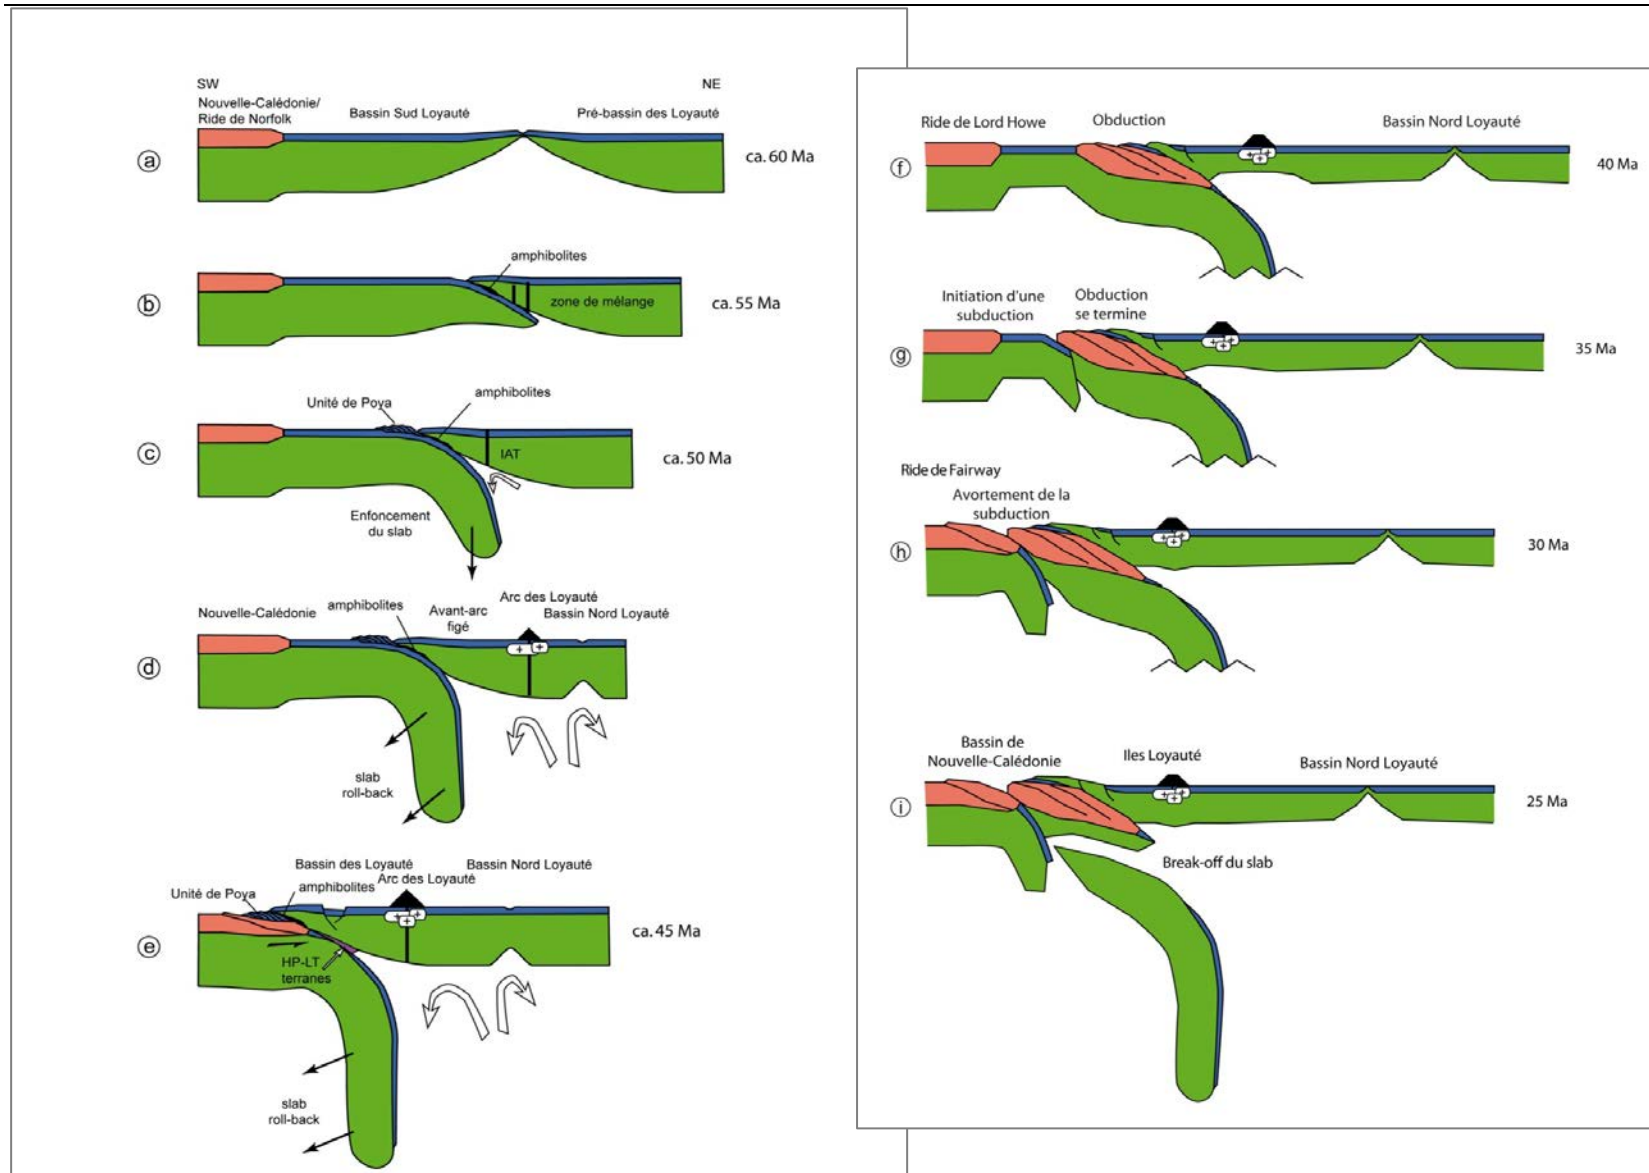 SW
NE
Nouvelle-Calédonie/
Ride de Norfolk
Bassin Sud Loyauté
Pré-bassin des Loyauté
a
ca. 60 Ma
amphibolites
b
zone de mélange
ca. 55 Ma
Unité de Poya
amphibolites
c
IAT
ca. 50 Ma
Enfoncement
du slab
Nouvelle-Calédonie
amphibolites
Avant-arc
figé
Arc des Loyauté
Bassin Nord Loyauté
d
slab
roll-back
Bassin des Loyauté
Bassin Nord Loyauté
Unité de Poya
amphibolites
Arc des Loyauté
e
ca. 45 Ma
HP-LT
terranes
slab
roll-back
Ride de Lord Howe
Obduction
Bassin Nord Loyauté
f
40 Ma
Initiation d'une
subduction
Obduction
se termine
g
35 Ma
Ride de Fairway
Avortement de la
subduction
h
30 Ma
Bassin de
Nouvelle-Calédonie
Iles Loyauté
Bassin Nord Loyauté
i
25 Ma
Break-off du slab